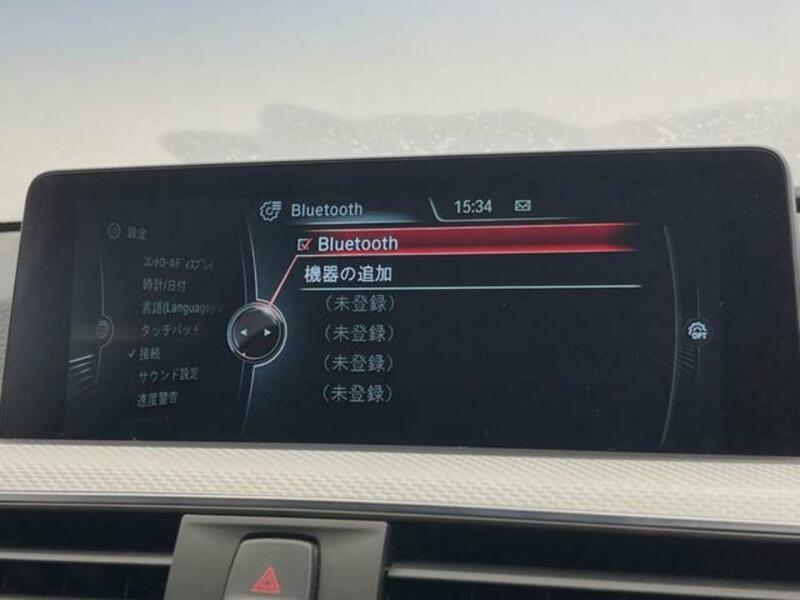 Bluetooth 15:34
設定
コントロールディスプレイ
時計/日付
言語(Language)/
タッチパッド
接続
サウンド設定
速度警告
Bluetooth
機器の追加
(未登録)
(未登録)
(未登録)
(未登録)
OPT